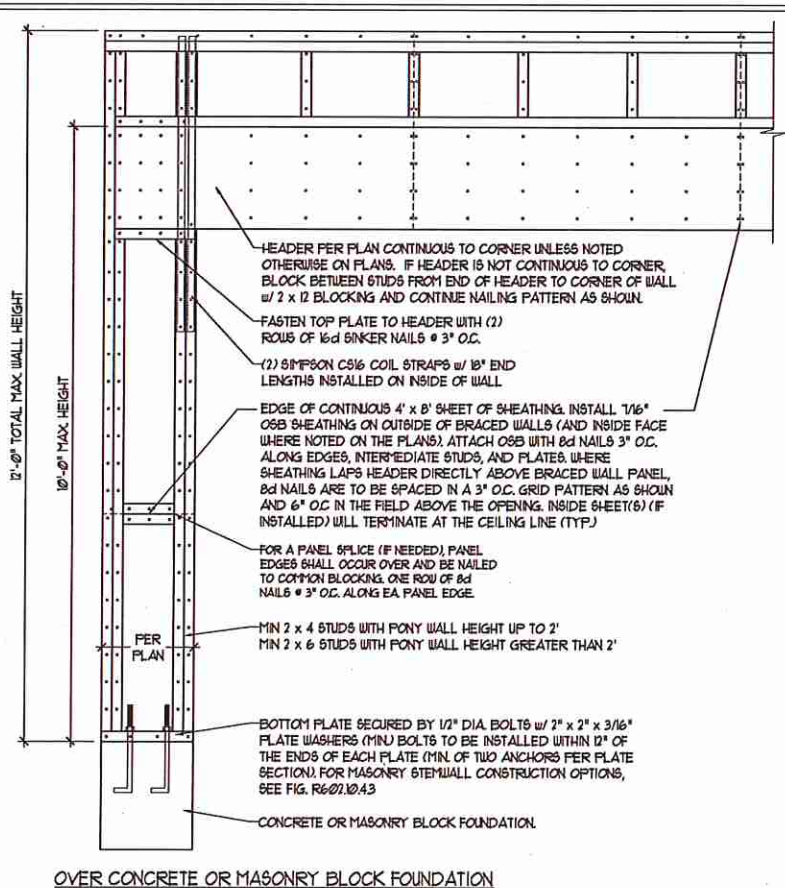 12'-0" TOTAL MAX. WALL HEIGHT
10'-0" MAX. HEIGHT
HEADER PER PLAN CONTINUOUS TO CORNER UNLESS NOTED
OTHERWISE ON PLANS. IF HEADER IS NOT CONTINUOUS TO CORNER,
BLOCK BETWEEN STUDS FROM END OF HEADER TO CORNER OF WALL
w/ 2 x 12 BLOCKING AND CONTINUE NAILING PATTERN AS SHOWN.
FASTEN TOP PLATE TO HEADER WITH (2)
ROWS OF 16d SINKER NAILS @ 3" O.C.
(2) SIMPSON CS16 COIL STRAPS w/ 18" END
LENGTHS INSTALLED ON INSIDE OF WALL
EDGE OF CONTINUOUS 4' x 8' SHEET OF SHEATHING. INSTALL 7/16"
OSB SHEATHING ON OUTSIDE OF BRACED WALLS (AND INSIDE FACE
WHERE NOTED ON THE PLANS). ATTACH OSB WITH 8d NAILS 3" O.C.
ALONG EDGES, INTERMEDIATE STUDS, AND PLATES. WHERE
SHEATHING LAPS HEADER DIRECTLY ABOVE BRACED WALL PANEL,
8d NAILS ARE TO BE SPACED IN A 3" O.C. GRID PATTERN AS SHOWN
AND 6" O.C. IN THE FIELD ABOVE THE OPENING. INSIDE SHEET(S) (IF
INSTALLED) WILL TERMINATE AT THE CEILING LINE (TYP.)
FOR A PANEL SPLICE (IF NEEDED), PANEL
EDGES SHALL OCCUR OVER AND BE NAILED
TO COMMON BLOCKING. ONE ROW OF 8d
NAILS @ 3" O.C. ALONG EA. PANEL EDGE.
PER
PLAN
MIN 2 x 4 STUDS WITH PONY WALL HEIGHT UP TO 2'
MIN 2 x 6 STUDS WITH PONY WALL HEIGHT GREATER THAN 2'
BOTTOM PLATE SECURED BY 1/2" DIA. BOLTS w/ 2" x 2" x 3/16"
PLATE WASHERS (MIN.) BOLTS TO BE INSTALLED WITHIN 12" OF
THE ENDS OF EACH PLATE (MIN. OF TWO ANCHORS PER PLATE
SECTION). FOR MASONRY STEMWALL CONSTRUCTION OPTIONS,
SEE FIG. R602.10.4.3
CONCRETE OR MASONRY BLOCK FOUNDATION.
OVER CONCRETE OR MASONRY BLOCK FOUNDATION